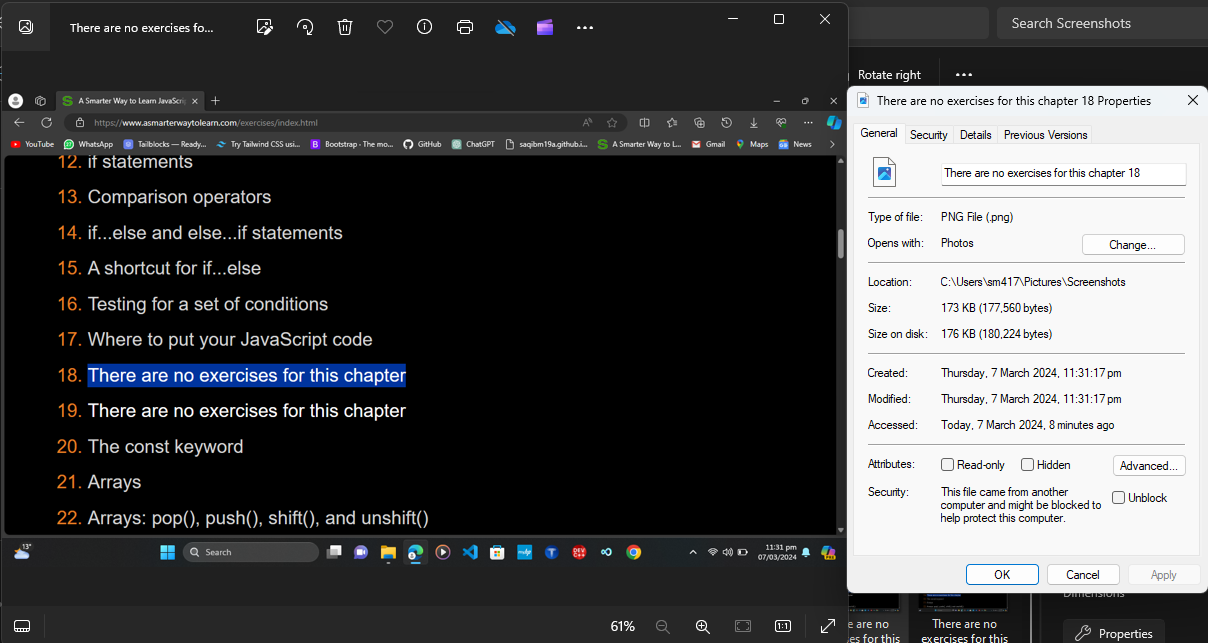 There are no exercises fo...
Search Screenshots
Rotate right
A Smarter Way to Learn JavaScrip
https://www.asmarterwaytolearn.com/exercises/index.html
YouTube WhatsApp Tailblocks — Ready... Try Tailwind CSS usi... Bootstrap · The mo... GitHub ChatGPT saqibm19a.github.i... A Smarter Way to L... Gmail Maps News
12. if statements
13. Comparison operators
14. if...else and else...if statements
15. A shortcut for if...else
16. Testing for a set of conditions
17. Where to put your JavaScript code
18. There are no exercises for this chapter
19. There are no exercises for this chapter
20. The const keyword
21. Arrays
22. Arrays: pop(), push(), shift(), and unshift()
13°
Search
11:31 pm
07/03/2024
61%
1:1
There are no exercises for this chapter 18 Properties
General Security Details Previous Versions
There are no exercises for this chapter 18
Type of file: PNG File (.png)
Opens with: Photos Change...
Location: C:\Users\sm417\Pictures\Screenshots
Size: 173 KB (177,560 bytes)
Size on disk: 176 KB (180,224 bytes)
Created: Thursday, 7 March 2024, 11:31:17 pm
Modified: Thursday, 7 March 2024, 11:31:17 pm
Accessed: Today, 7 March 2024, 8 minutes ago
Attributes: Read-only Hidden Advanced...
Security: This file came from another
computer and might be blocked to
help protect this computer.
Unblock
OK Cancel Apply
Dimensions
e are no
es for this
There are no
exercises for this
Properties